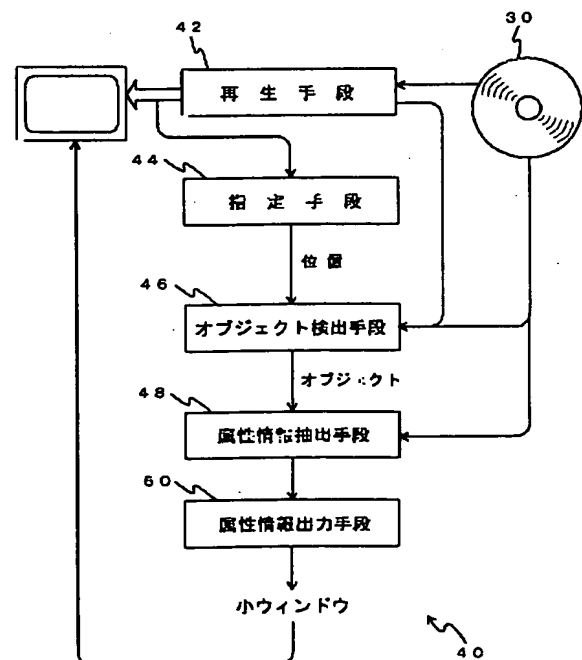 42
30
再生手段
44
指定手段
位置
46
オブジェクト検出手段
オブジェクト
48
属性情報抽出手段
60
属性情報出力手段
小ウィンドウ
40